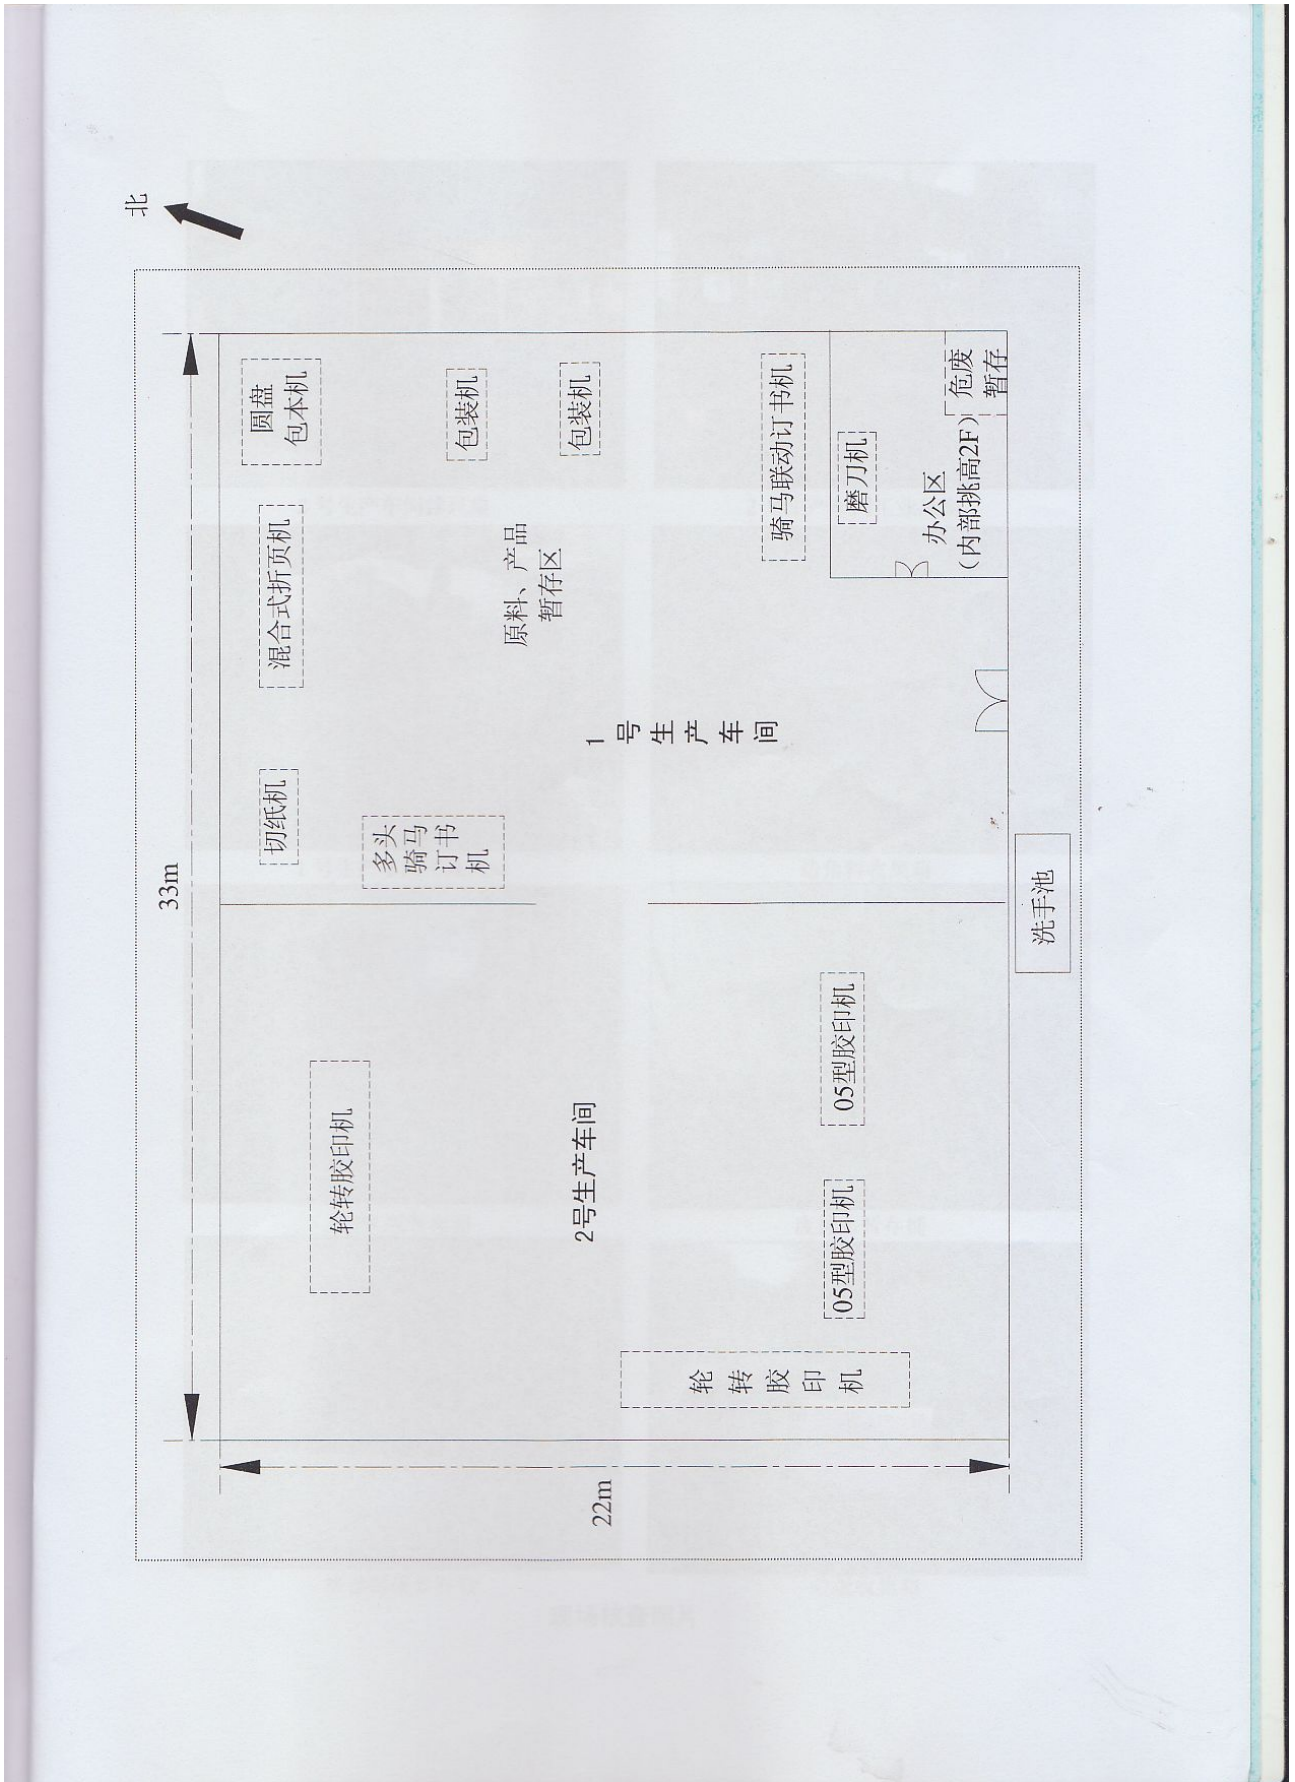 北
33m
22m
圆盘
包本机
混合式折页机
切纸机
多头
骑马
订书
机
包装机
包装机
原料、产品
暂存区
1号生产车间
骑马联动订书机
磨刀机
办公区
（内部挑高2F）
危废
暂存
洗手池
轮转胶印机
2号生产车间
05型胶印机
05型胶印机
轮转胶印机